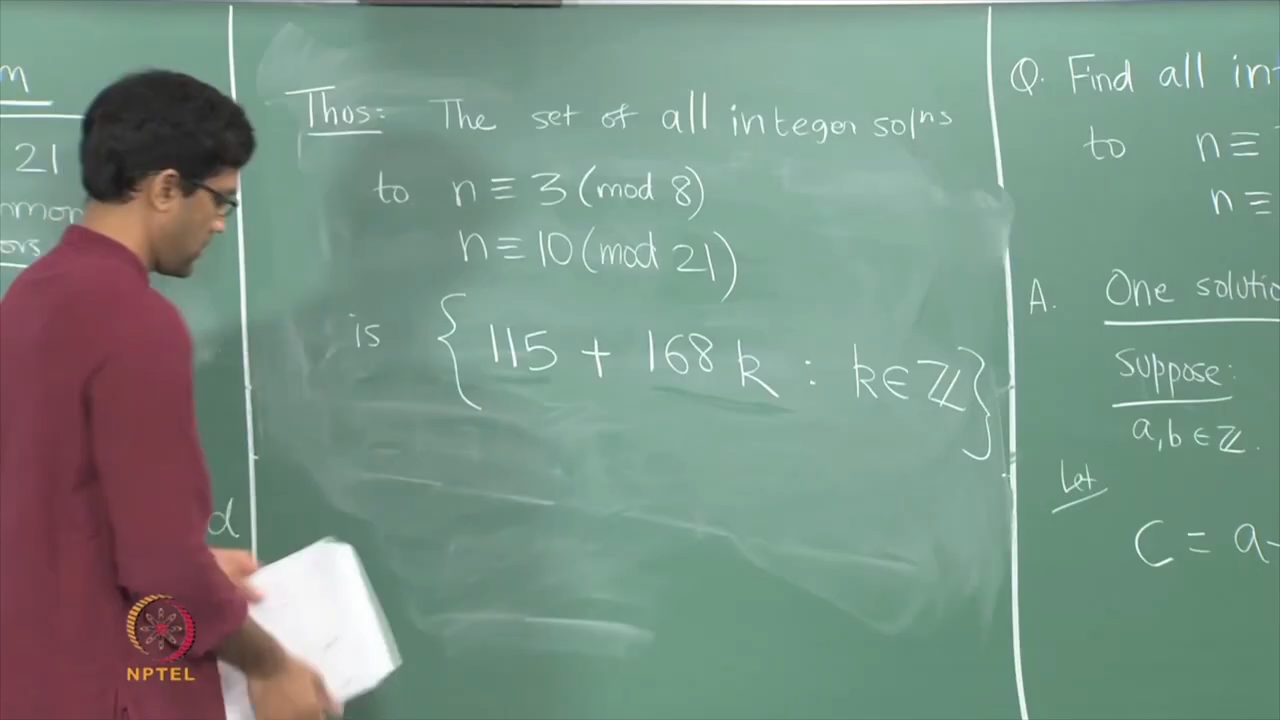 m
21
mmon
ors
d
Thus: The set of all integer solns
to n ≡ 3 (mod 8)
n ≡ 10 (mod 21)
is { 115 + 168 k : k ∈ ℤ }
Q. Find all in
to n ≡
n ≡
A. One solutio
Suppose:
a, b ∈ ℤ.
Let
C = a
NPTEL